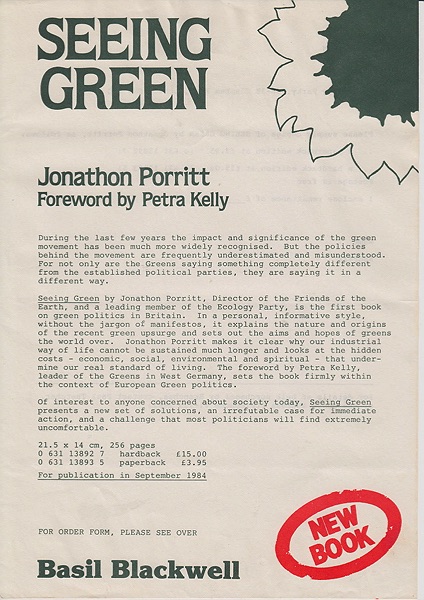 SEEING
GREEN
Jonathon Porritt
Foreword by Petra Kelly
During the last few years the impact and significance of the green
movement has been much more widely recognised. But the policies
behind the movement are frequently underestimated and misunderstood.
For not only are the Greens saying something completely different
from the established political parties, they are saying it in a
different way.
Seeing Green by Jonathon Porritt, Director of the Friends of the
Earth, and a leading member of the Ecology Party, is the first book
on green politics in Britain. In a personal, informative style,
without the jargon of manifestos, it explains the nature and origins
of the recent green upsurge and sets out the aims and hopes of greens
the world over. Jonathon Porritt makes it clear why our industrial
way of life cannot be sustained much longer and looks at the hidden
costs - economic, social, environmental and spiritual - that under-
mine our real standard of living. The foreword by Petra Kelly,
leader of the Greens in West Germany, sets the book firmly within
the context of European Green politics.
Of interest to anyone concerned about society today, Seeing Green
presents a new set of solutions, an irrefutable case for immediate
action, and a challenge that most politicians will find extremely
uncomfortable.
21.5 x 14 cm, 256 pages
0 631 13892 7 hardback £15.00
0 631 13893 5 paperback £3.95
For publication in September 1984
FOR ORDER FORM, PLEASE SEE OVER
NEW
BOOK
Basil Blackwell